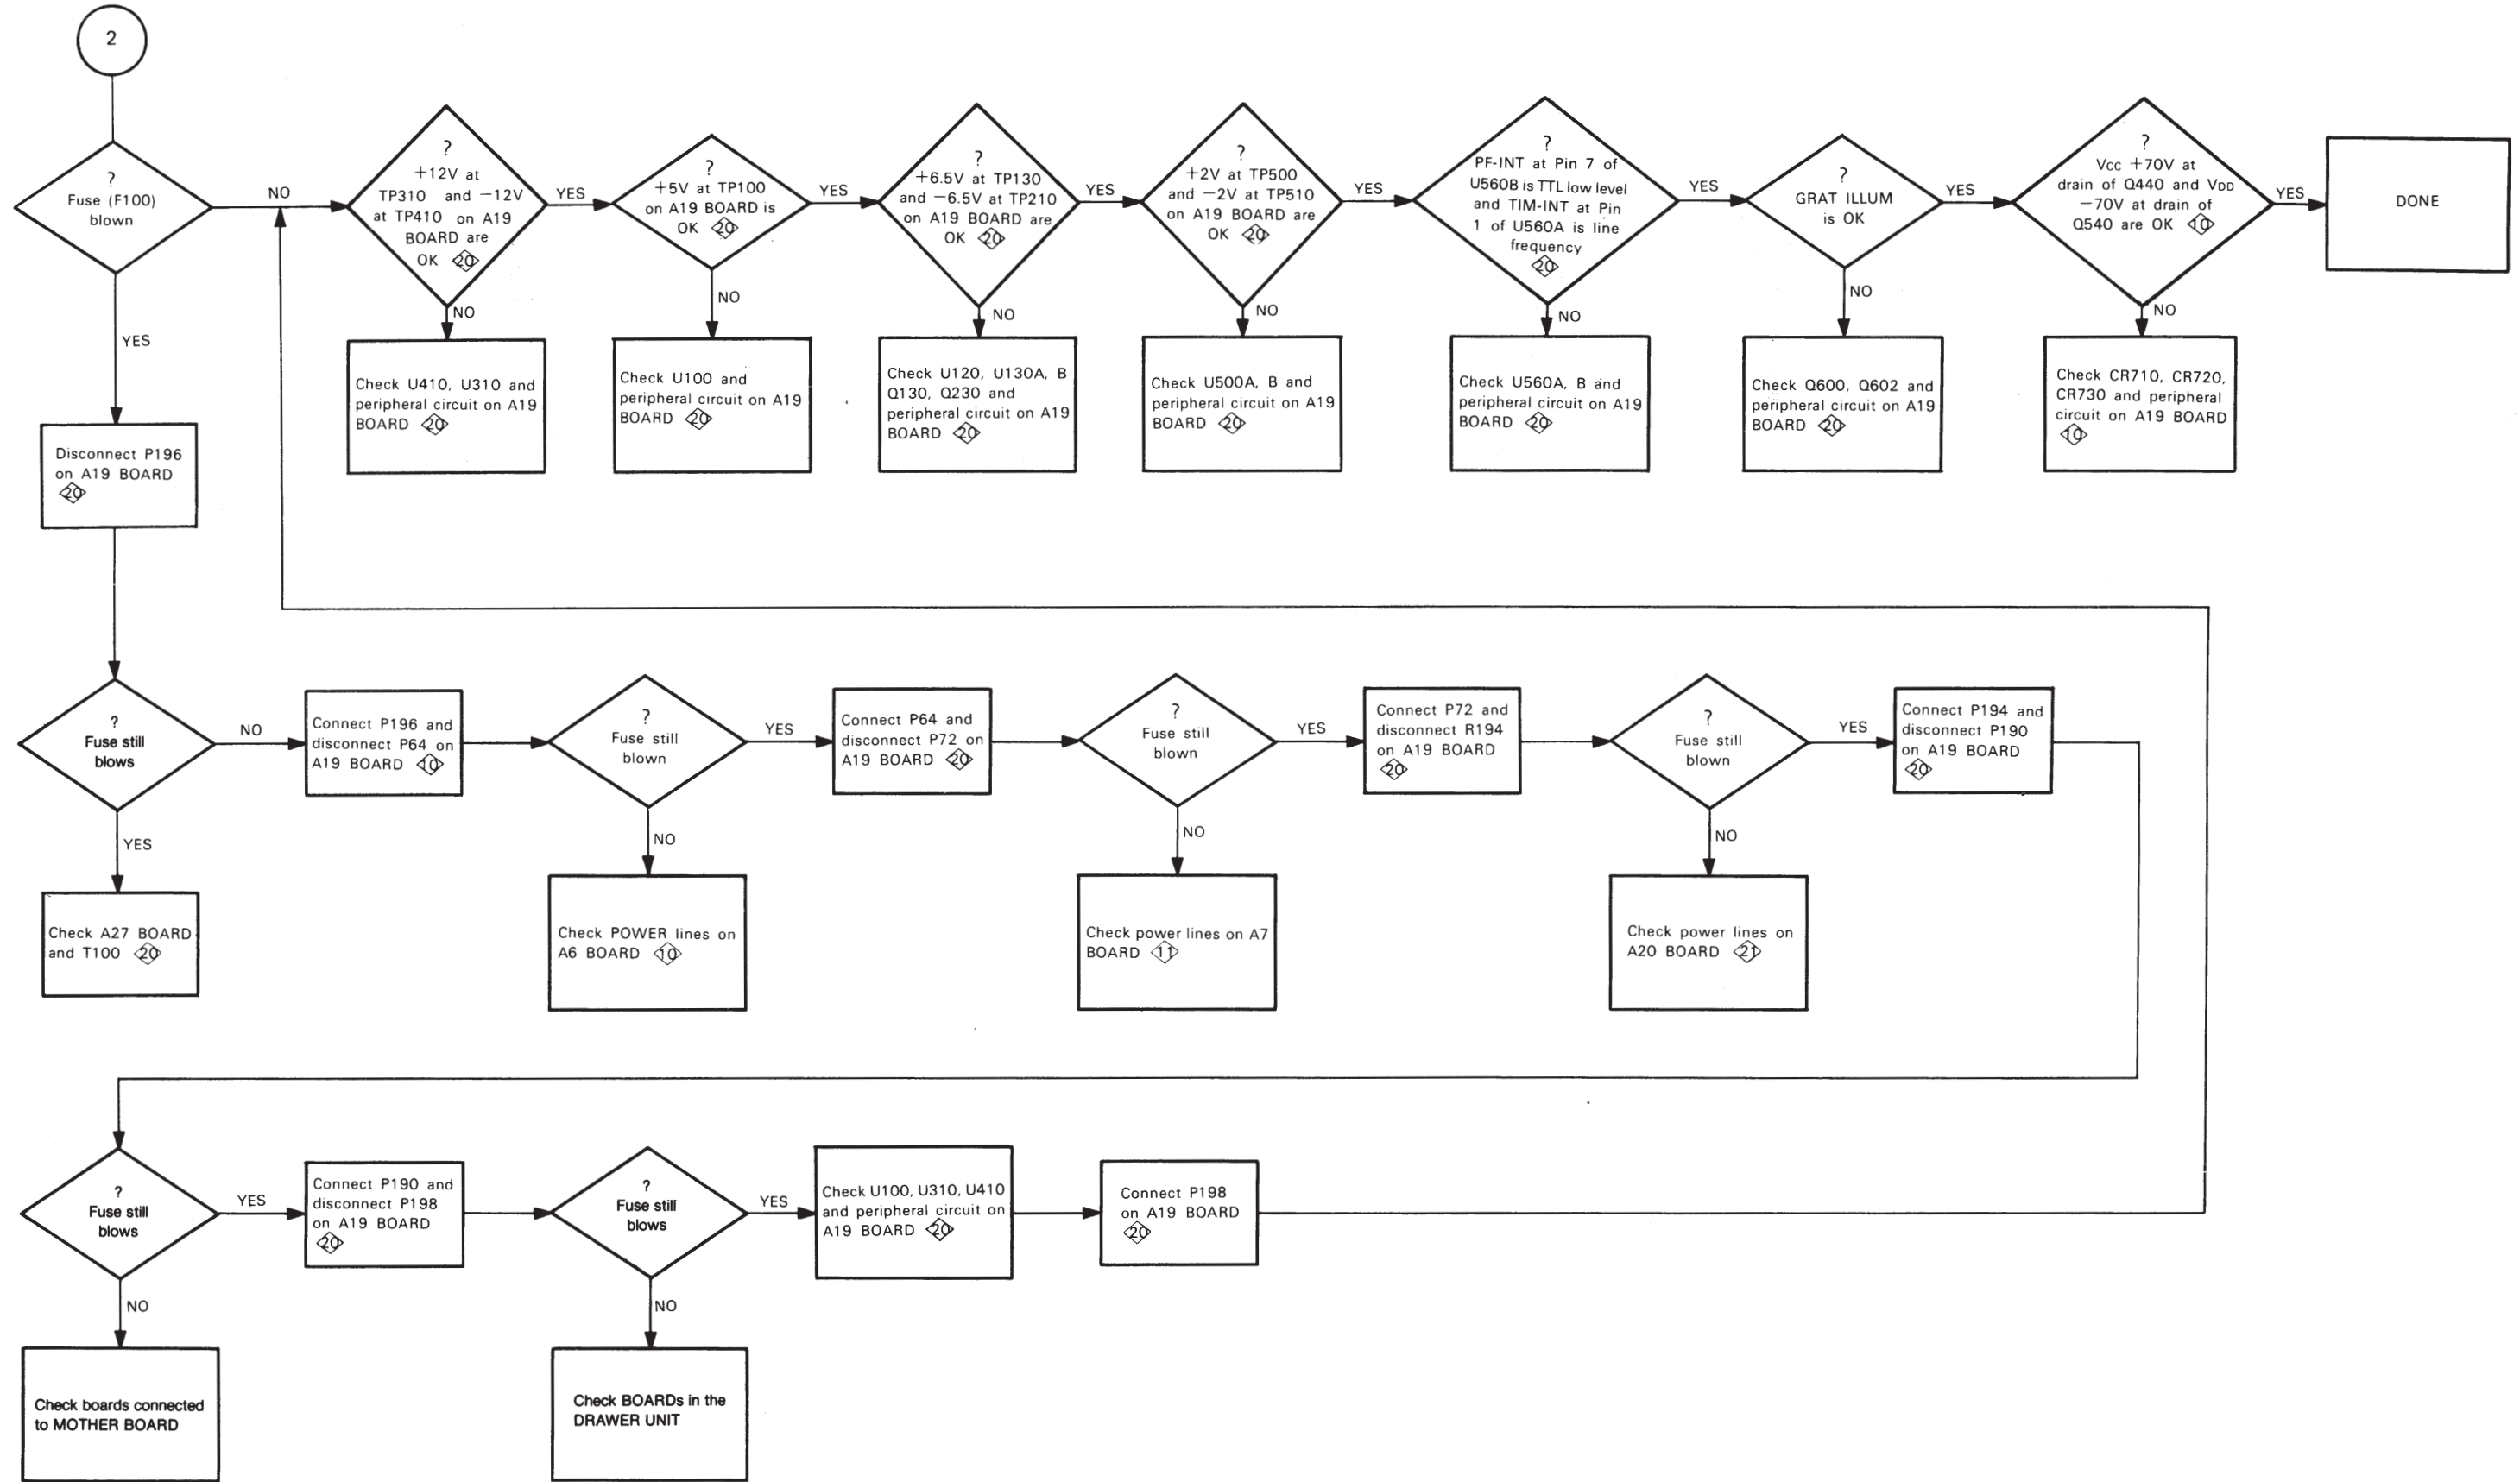 2
?
Fuse (F100)
blown
NO
?
+12V at
TP310 and −12V
at TP410 on A19
BOARD are
OK 20
YES
?
+5V at TP100
on A19 BOARD is
OK 20
YES
?
+6.5V at TP130
and −6.5V at TP210
on A19 BOARD are
OK 20
YES
?
+2V at TP500
and −2V at TP510
on A19 BOARD are
OK 20
YES
?
PF-INT at Pin 7 of
U560B is TTL low level
and TIM-INT at Pin
1 of U560A is line
frequency
20
YES
?
GRAT ILLUM
is OK
YES
?
Vcc +70V at
drain of Q440 and VDD
−70V at drain of
Q540 are OK 10
YES
DONE
YES
NO
NO
NO
NO
NO
NO
NO
Check U410, U310 and
peripheral circuit on A19
BOARD 20
Check U100 and
peripheral circuit on A19
BOARD 20
Check U120, U130A, B
Q130, Q230 and
peripheral circuit on A19
BOARD 20
Check U500A, B and
peripheral circuit on A19
BOARD 20
Check U560A, B and
peripheral circuit on A19
BOARD 20
Check Q600, Q602 and
peripheral circuit on A19
BOARD 20
Check CR710, CR720,
CR730 and peripheral
circuit on A19 BOARD
10
Disconnect P196
on A19 BOARD
20
?
Fuse still
blows
NO
Connect P196 and
disconnect P64 on
A19 BOARD 10
?
Fuse still
blown
YES
Connect P64 and
disconnect P72 on
A19 BOARD 20
?
Fuse still
blown
YES
Connect P72 and
disconnect R194
on A19 BOARD
20
?
Fuse still
blown
YES
Connect P194 and
disconnect P190
on A19 BOARD
20
YES
NO
NO
NO
Check A27 BOARD
and T100 20
Check POWER lines on
A6 BOARD 10
Check power lines on A7
BOARD 11
Check power lines on
A20 BOARD 21
?
Fuse still
blows
YES
Connect P190 and
disconnect P198
on A19 BOARD
20
?
Fuse still
blows
YES
Check U100, U310, U410
and peripheral circuit on
A19 BOARD 20
Connect P198
on A19 BOARD
20
NO
NO
Check boards connected
to MOTHER BOARD
Check BOARDs in the
DRAWER UNIT